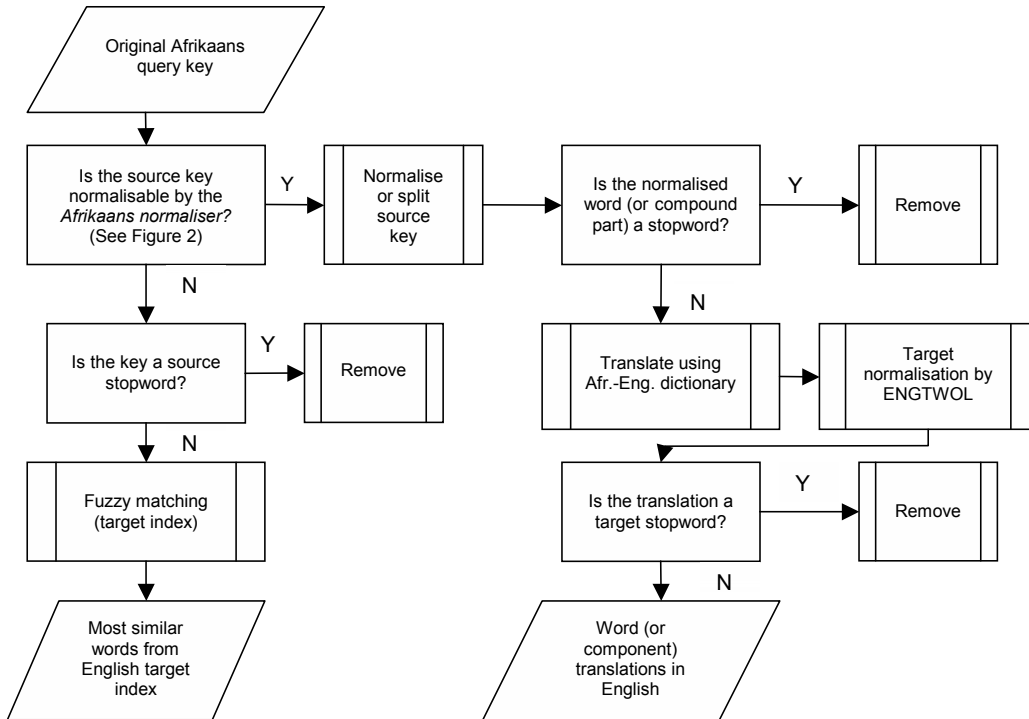 Original Afrikaans
query key
Is the source key
normalisable by the
Afrikaans normaliser?
(See Figure 2)
Y
Normalise
or split
source
key
Is the normalised
word (or compound
part) a stopword?
Y
Remove
N
N
Is the key a source
stopword?
Y
Remove
Translate using
Afr.-Eng. dictionary
Target
normalisation by
ENGTWOL
N
Fuzzy matching
(target index)
Is the translation a
target stopword?
Y
Remove
N
Most similar
words from
English target
index
Word (or
component)
translations in
English